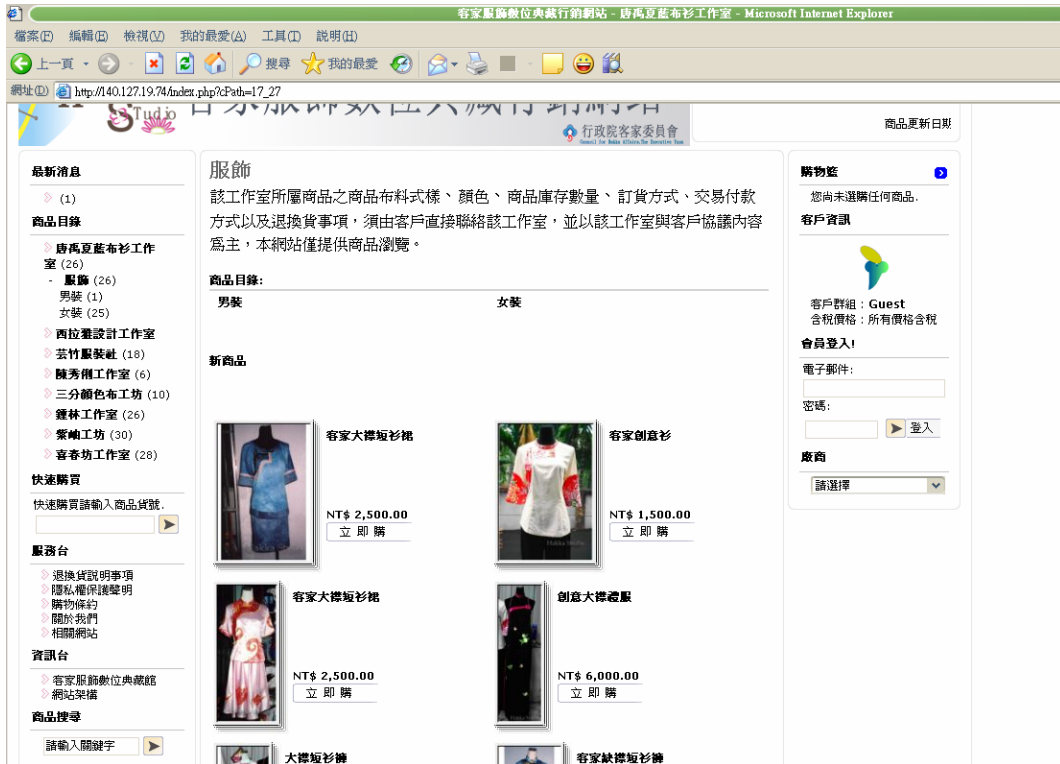 客家服飾數位典藏行銷網站 - 唐禹夏藍布衫工作室 - Microsoft Internet Explorer
檔案(F) 編輯(E) 檢視(V) 我的最愛(A) 工具(T) 說明(H)
上一頁 搜尋 我的最愛
網址(D) http://140.127.19.74/index.php?cPath=17_27
STudio
客家服飾數位典藏行銷網站
行政院客家委員會
商品更新日期
最新消息
(1)
商品目錄
唐禹夏藍布衫工作
室 (26)
- 服飾 (26)
男裝 (1)
女裝 (25)
西拉雅設計工作室
芸竹服裝社 (18)
陳秀俐工作室 (6)
三分顏色布工坊 (10)
鍾林工作室 (26)
紫岫工坊 (30)
喜春坊工作室 (28)
快速購買
快速購買請輸入商品貨號.
服務台
退換貨說明事項
隱私權保護聲明
購物條約
關於我們
相關網站
資訊台
客家服飾數位典藏館
網站架構
商品搜尋
請輸入關鍵字
服飾
該工作室所屬商品之商品布料式樣、顏色、商品庫存數量、訂貨方式、交易付款
方式以及退換貨事項，須由客戶直接聯絡該工作室，並以該工作室與客戶協議內容
為主，本網站僅提供商品瀏覽。
商品目錄:
男裝 女裝
新商品
客家大襟短衫裙
NT$ 2,500.00
立 即 購
客家創意衫
NT$ 1,500.00
立 即 購
客家大襟短衫裙
NT$ 2,500.00
立 即 購
創意大襟禮服
NT$ 6,000.00
立 即 購
大襟短衫褲
客家缺襟短衫褲
購物籃
您尚未選購任何商品.
客戶資訊
客戶群組：Guest
含稅價格：所有價格含稅
會員登入!
電子郵件:
密碼:
登入
廠商
請選擇